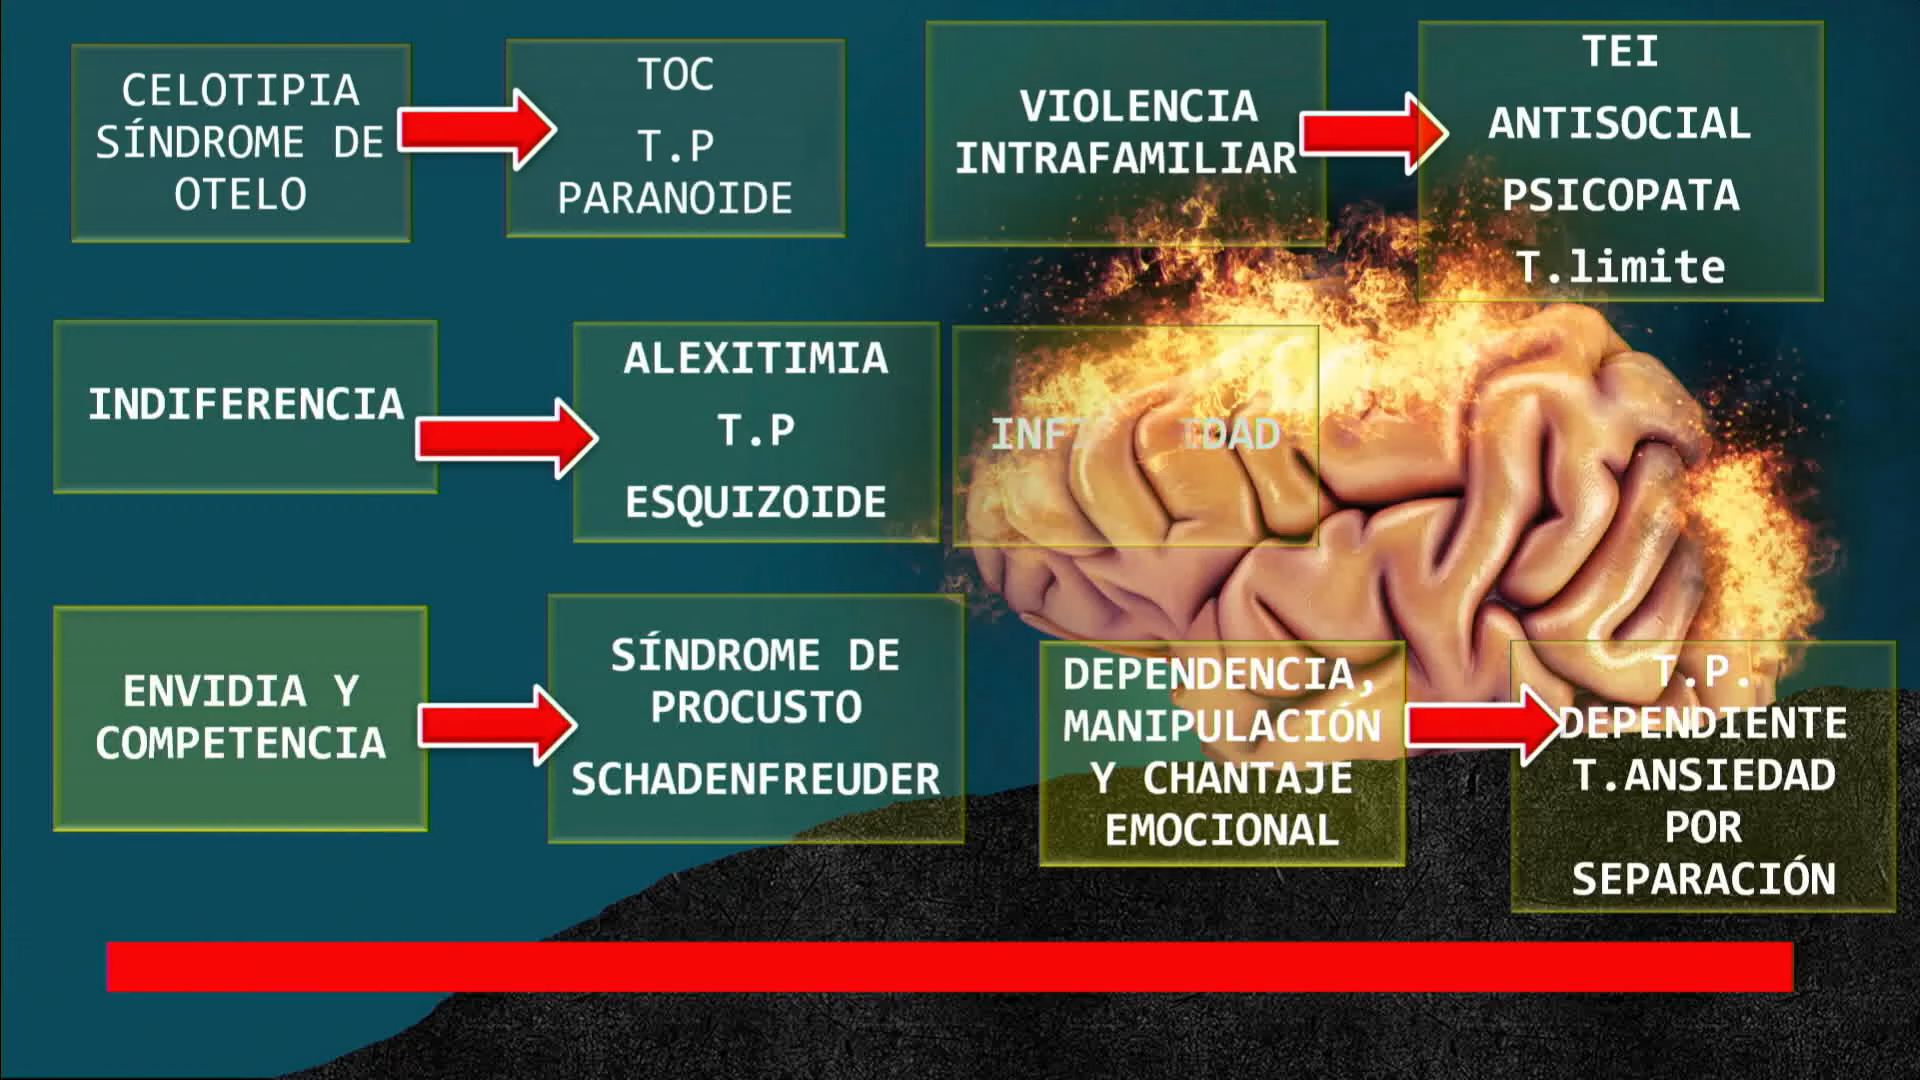 CELOTIPIA
SÍNDROME DE
OTELO
TOC
T.P
PARANOIDE
VIOLENCIA
INTRAFAMILIAR
TEI
ANTISOCIAL
PSICOPATA
T.limite
INDIFERENCIA
ALEXITIMIA
T.P
ESQUIZOIDE
ENVIDIA Y
COMPETENCIA
SÍNDROME DE
PROCUSTO
SCHADENFREUDER
DEPENDENCIA,
MANIPULACIÓN
Y CHANTAJE
EMOCIONAL
T.P.
DEPENDIENTE
T.ANSIEDAD
POR
SEPARACIÓN